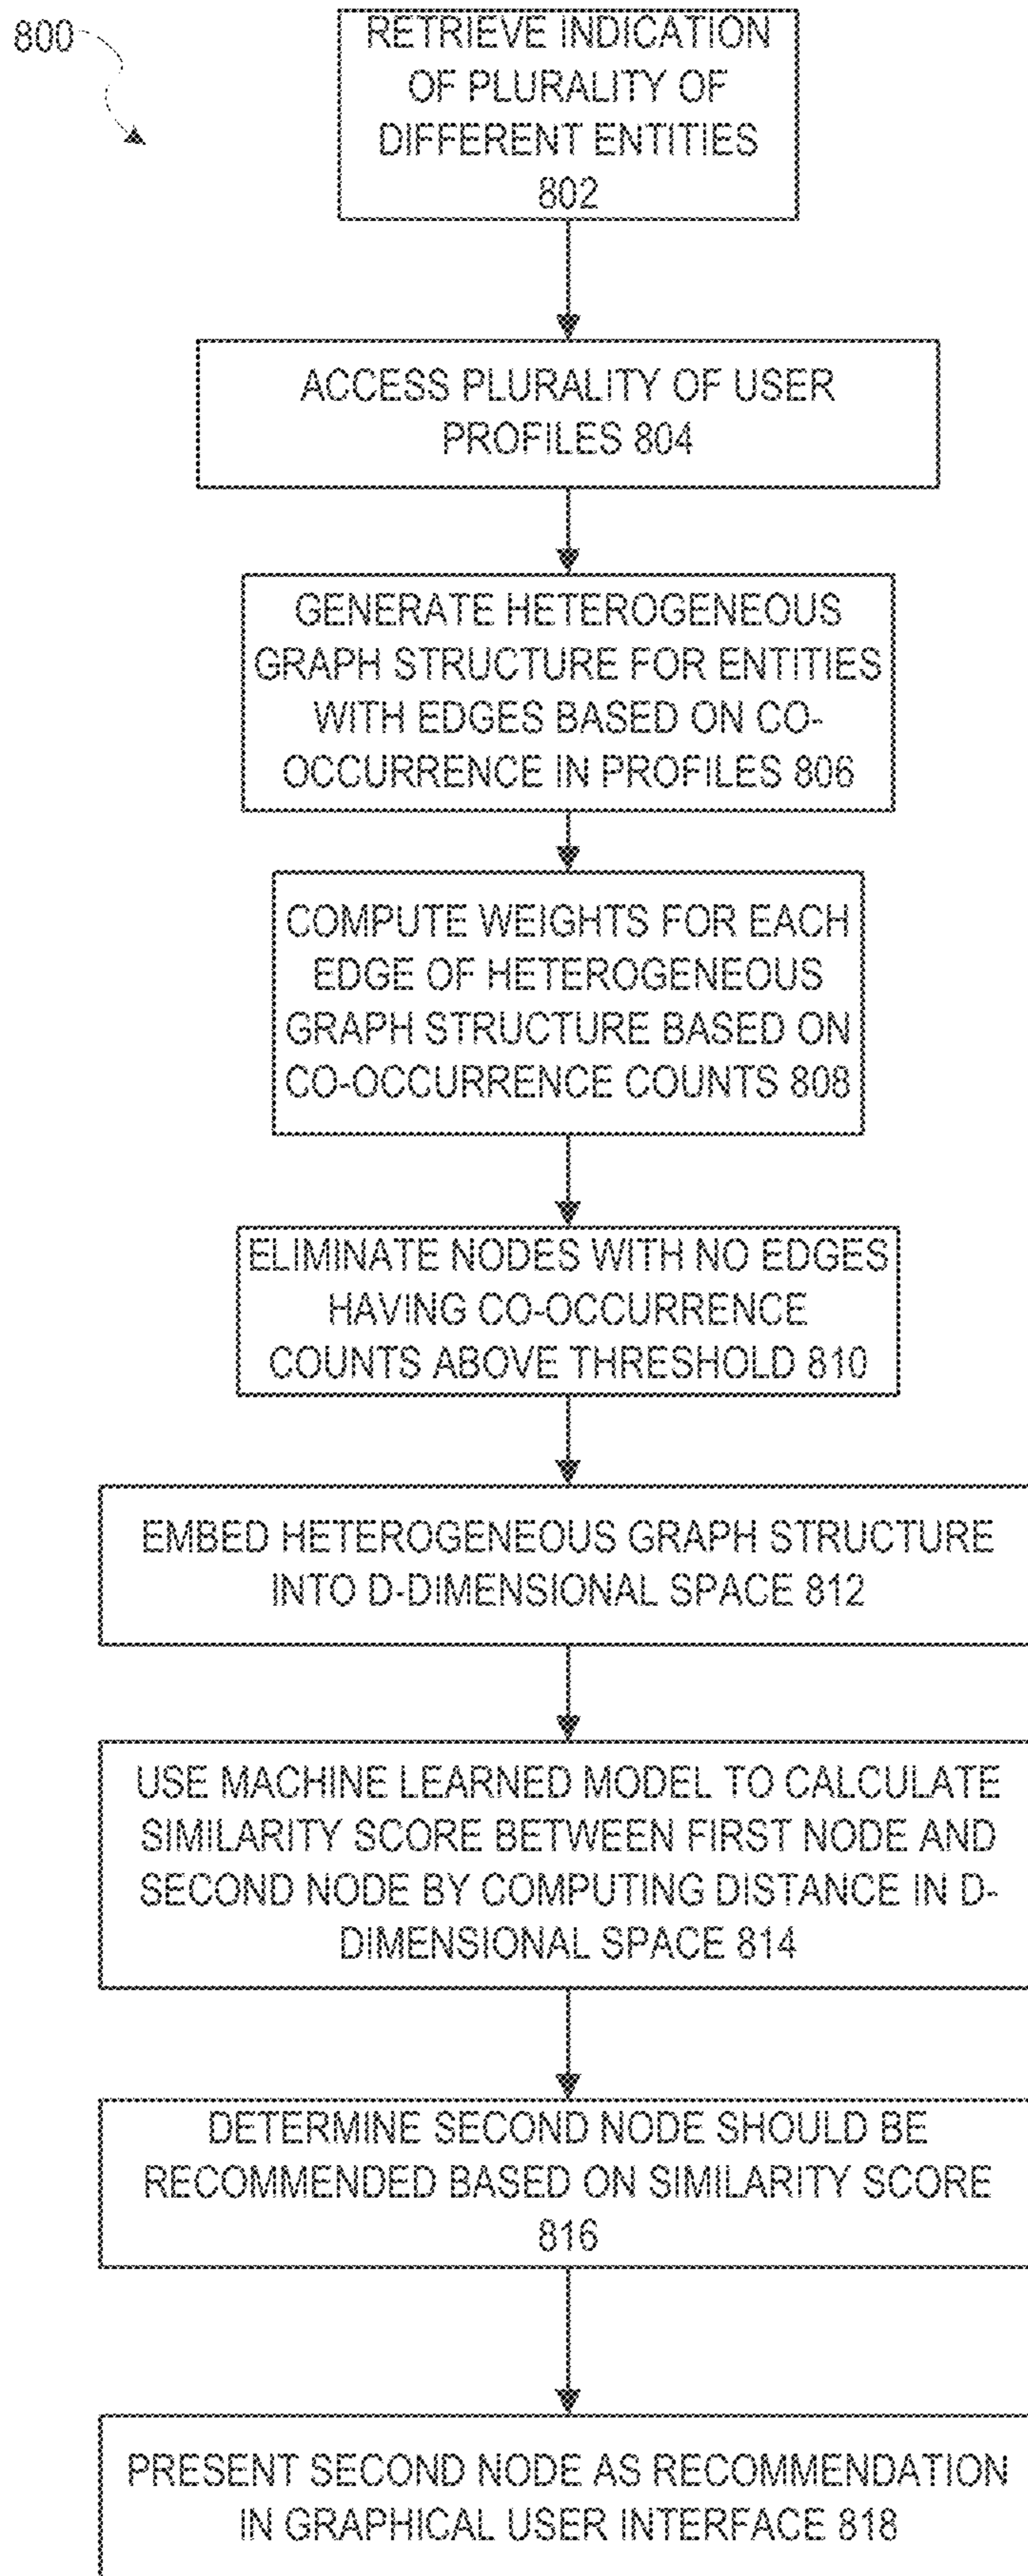 800
RETRIEVE INDICATION
OF PLURALITY OF
DIFFERENT ENTITIES
802
ACCESS PLURALITY OF USER
PROFILES 804
GENERATE HETEROGENEOUS
GRAPH STRUCTURE FOR ENTITIES
WITH EDGES BASED ON CO-
OCCURRENCE IN PROFILES 806
COMPUTE WEIGHTS FOR EACH
EDGE OF HETEROGENEOUS
GRAPH STRUCTURE BASED ON
CO-OCCURRENCE COUNTS 808
ELIMINATE NODES WITH NO EDGES
HAVING CO-OCCURRENCE
COUNTS ABOVE THRESHOLD 810
EMBED HETEROGENEOUS GRAPH STRUCTURE
INTO D-DIMENSIONAL SPACE 812
USE MACHINE LEARNED MODEL TO CALCULATE
SIMILARITY SCORE BETWEEN FIRST NODE AND
SECOND NODE BY COMPUTING DISTANCE IN D-
DIMENSIONAL SPACE 814
DETERMINE SECOND NODE SHOULD BE
RECOMMENDED BASED ON SIMILARITY SCORE
816
PRESENT SECOND NODE AS RECOMMENDATION
IN GRAPHICAL USER INTERFACE 818